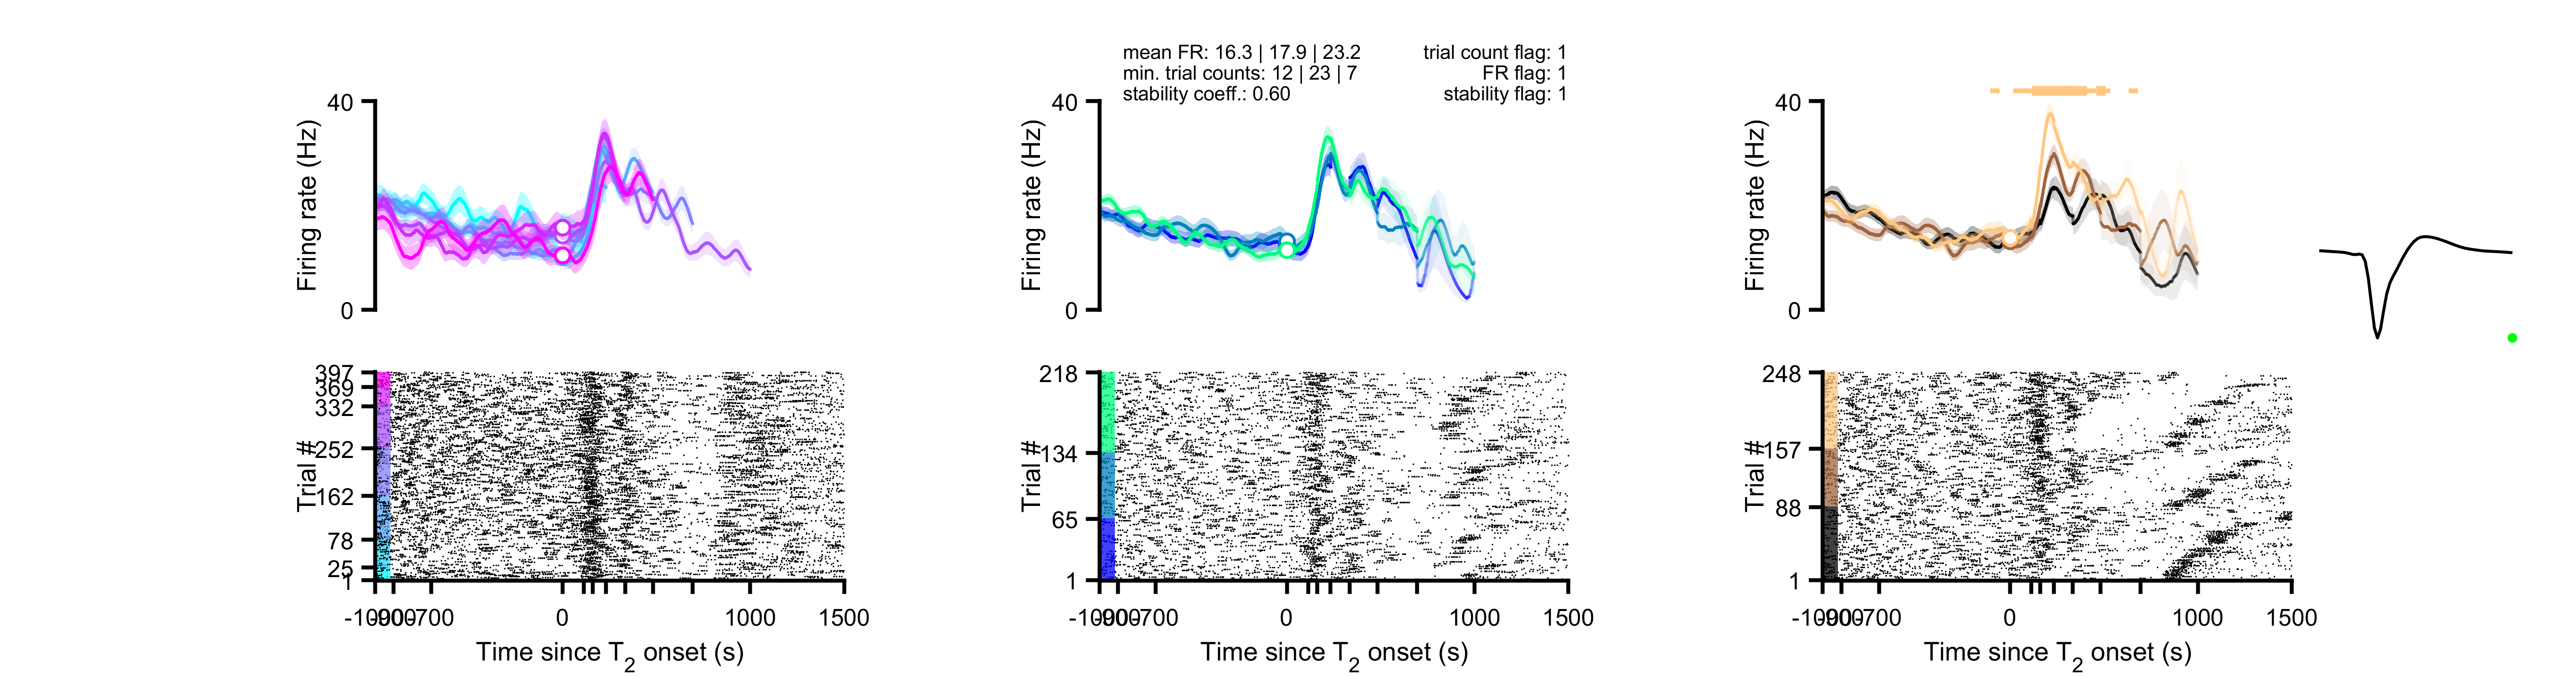 mean FR: 16.3 | 17.9 | 23.2
min. trial counts: 12 | 23 | 7
stability coeff.: 0.60
trial count flag: 1
FR flag: 1
stability flag: 1
40
Firing rate (Hz)
0
40
Firing rate (Hz)
0
40
Firing rate (Hz)
0
397
369
332
252
162
78
25
1
Trial #
218
134
65
1
Trial #
248
157
88
1
Trial #
-700
0
1000
1500
Time since T2 onset (s)
-700
0
1000
1500
Time since T2 onset (s)
-700
0
1000
1500
Time since T2 onset (s)